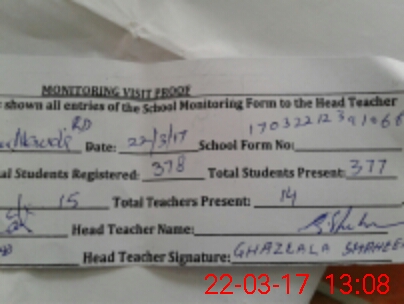 MONITORING VISIT PROOF
shown all entries of the School Monitoring Form to the Head Teacher
RD Date: 22/3/17 School Form No:
Students Registered: 378 Total Students Present: 377
15 Total Teachers Present: 14
Head Teacher Name:
Head Teacher Signature: GHAZLALA SHAHEEN
22-03-17 13:08